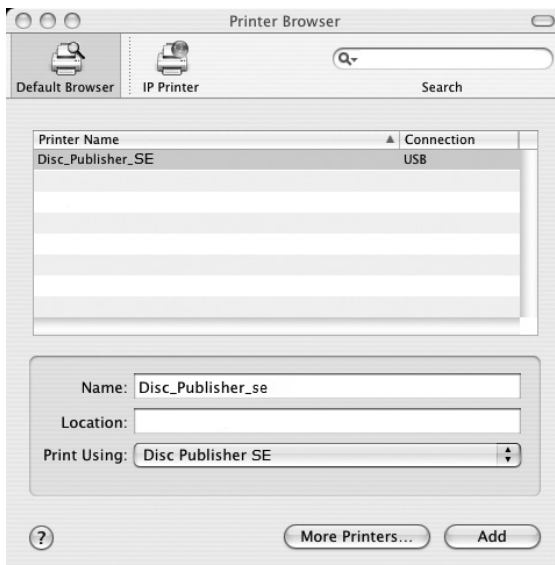 Printer Browser
Default Browser
IP Printer
Search
Printer Name
Connection
Disc_Publisher_SE
USB
Name: Disc_Publisher_se
Location:
Print Using: Disc Publisher SE
?
More Printers...
Add